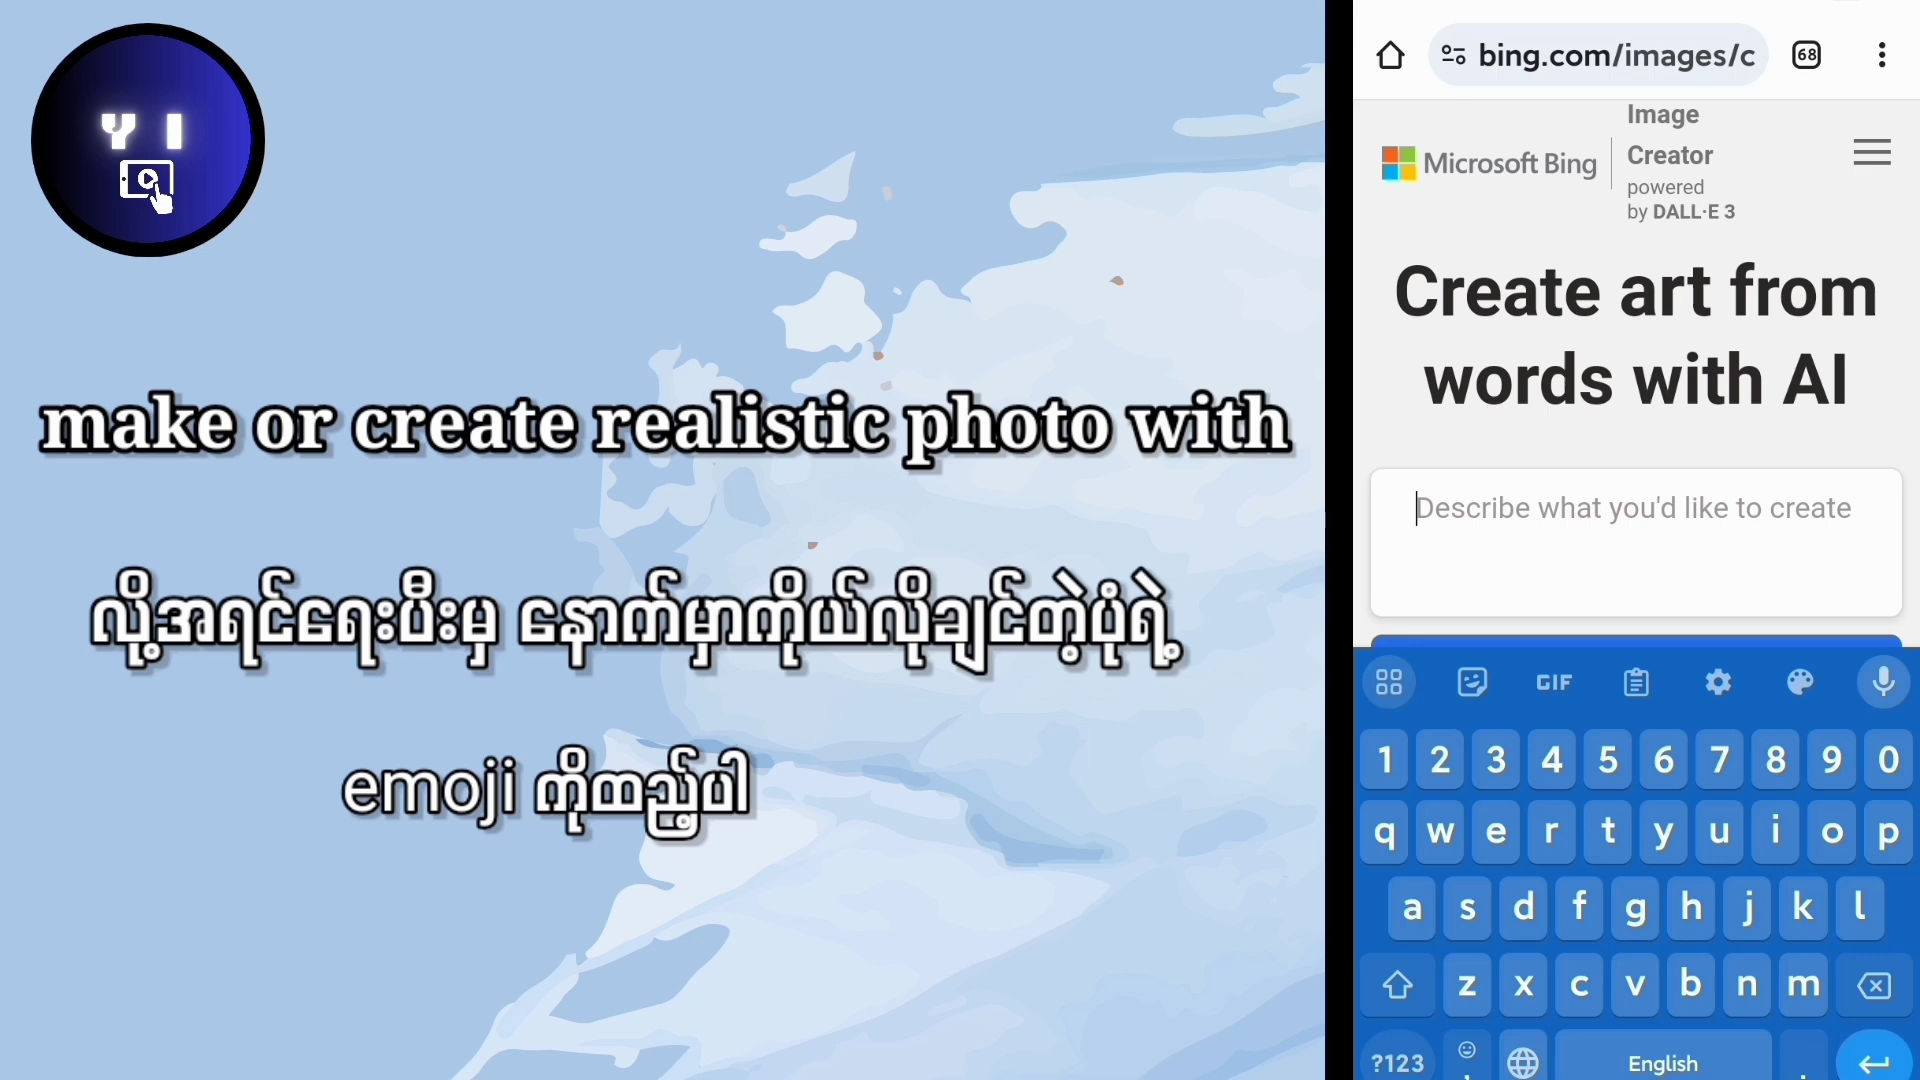 Y I
make or create realistic photo with
လို့အရင်ရေးပီးမှ နောက်မှာကိုယ်လိုချင်တဲ့ပုံရဲ့
emoji ကိုထည့်ပါ
bing.com/images/c
68
Microsoft Bing
Image
Creator
powered
by DALL·E 3
Create art from
words with AI
Describe what you'd like to create
GIF
1 2 3 4 5 6 7 8 9 0
q w e r t y u i o p
a s d f g h j k l
z x c v b n m
?123 , English .